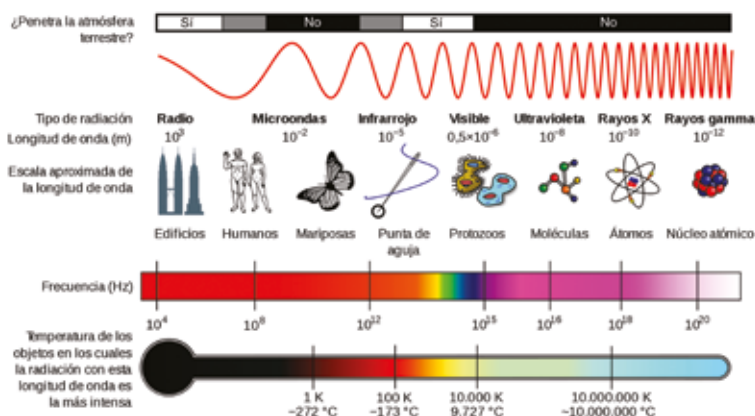 ¿Penetra la atmósfera
terrestre?
Sí No Sí No
Tipo de radiación Radio Microondas Infrarrojo Visible Ultravioleta Rayos X Rayos gamma
Longitud de onda (m) 10³ 10⁻² 10⁻⁵ 0,5×10⁻⁶ 10⁻⁸ 10⁻¹⁰ 10⁻¹²
Escala aproximada de
la longitud de onda
Edificios Humanos Mariposas Punta de
aguja Protozoos Moléculas Átomos Núcleo atómico
Frecuencia (Hz)
10⁴ 10⁸ 10¹² 10¹⁵ 10¹⁶ 10¹⁸ 10²⁰
Temperatura de los
objetos en los cuales
la radiación con esta
longitud de onda es
la más intensa
1 K 100 K 10.000 K 10.000.000 K
−272 °C −173 °C 9.727 °C ~10.000.000 °C